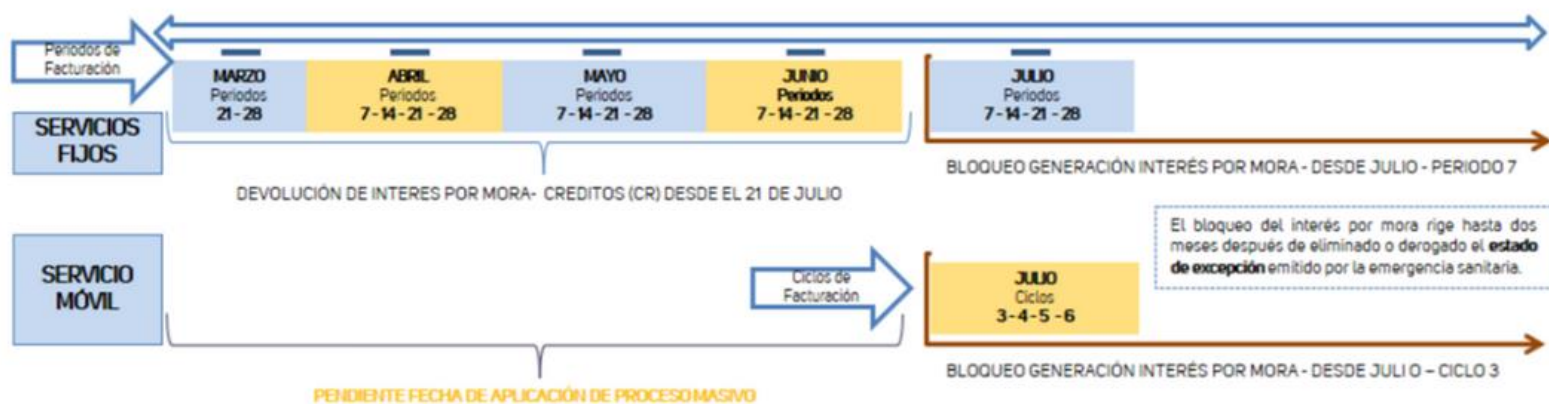 Periodos de
Facturación
MARZO
Periodos
21 - 28
ABRIL
Periodos
7 - 14 - 21 - 28
MAYO
Periodos
7 - 14 - 21 - 28
JUNIO
Periodos
7 - 14 - 21 - 28
JULIO
Periodos
7 - 14 - 21 - 28
SERVICIOS
FIJOS
BLOQUEO GENERACIÓN INTERÉS POR MORA - DESDE JULIO - PERIODO 7
DEVOLUCIÓN DE INTERES POR MORA- CREDITOS (CR) DESDE EL 21 DE JULIO
El bloqueo del interés por mora rige hasta dos
meses después de eliminado o derogado el estado
de excepción emitido por la emergencia sanitaria.
SERVICIO
MÓVIL
Ciclos de
Facturación
JULIO
Ciclos
3 - 4 - 5 - 6
BLOQUEO GENERACIÓN INTERÉS POR MORA - DESDE JULI O – CICLO 3
PENDIENTE FECHA DE APLICACIÓN DE PROCESO MASIVO